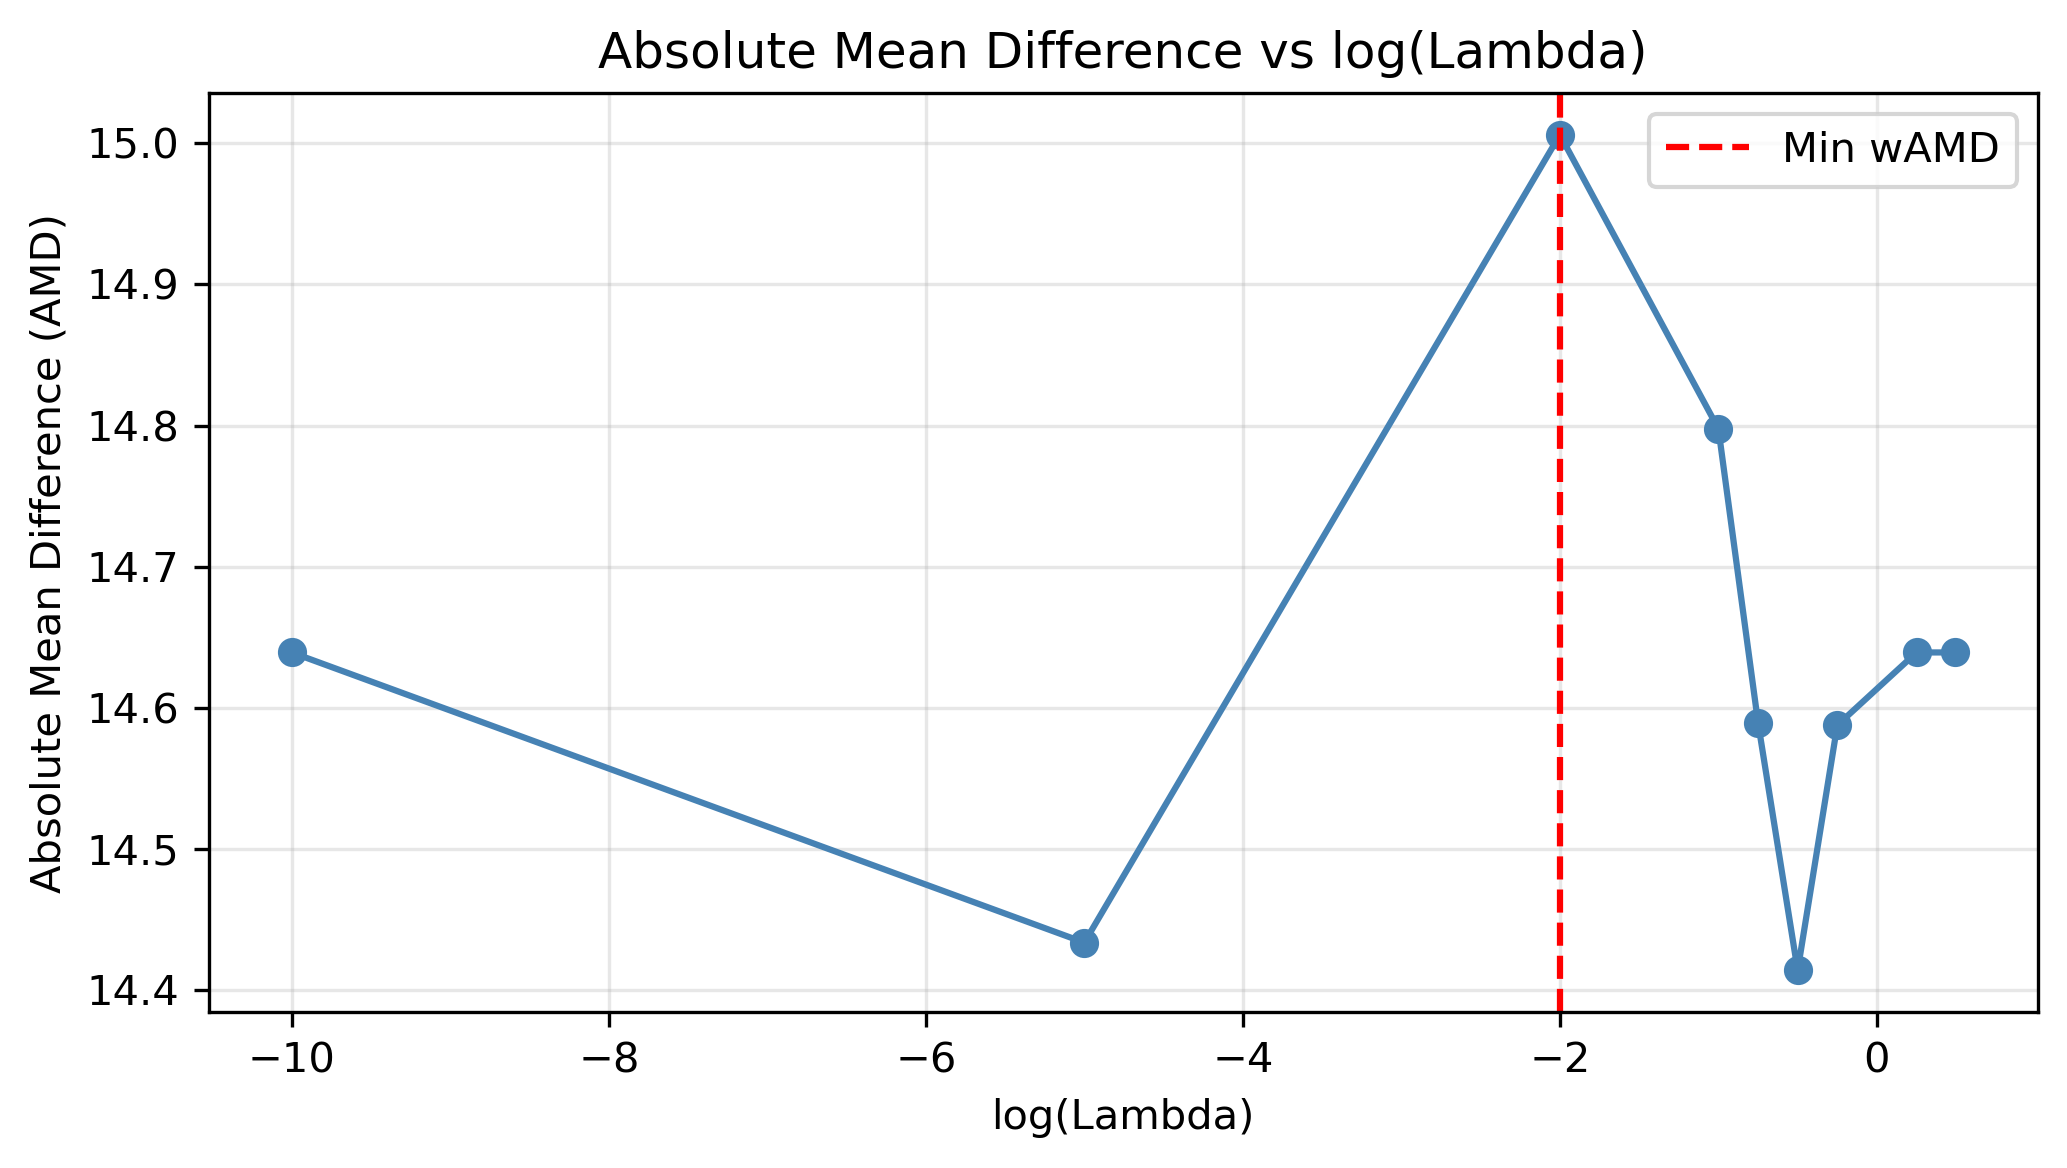 Absolute Mean Difference vs log(Lambda)
Min wAMD
Absolute Mean Difference (AMD)
15.0
14.9
14.8
14.7
14.6
14.5
14.4
−10 −8 −6 −4 −2 0
log(Lambda)